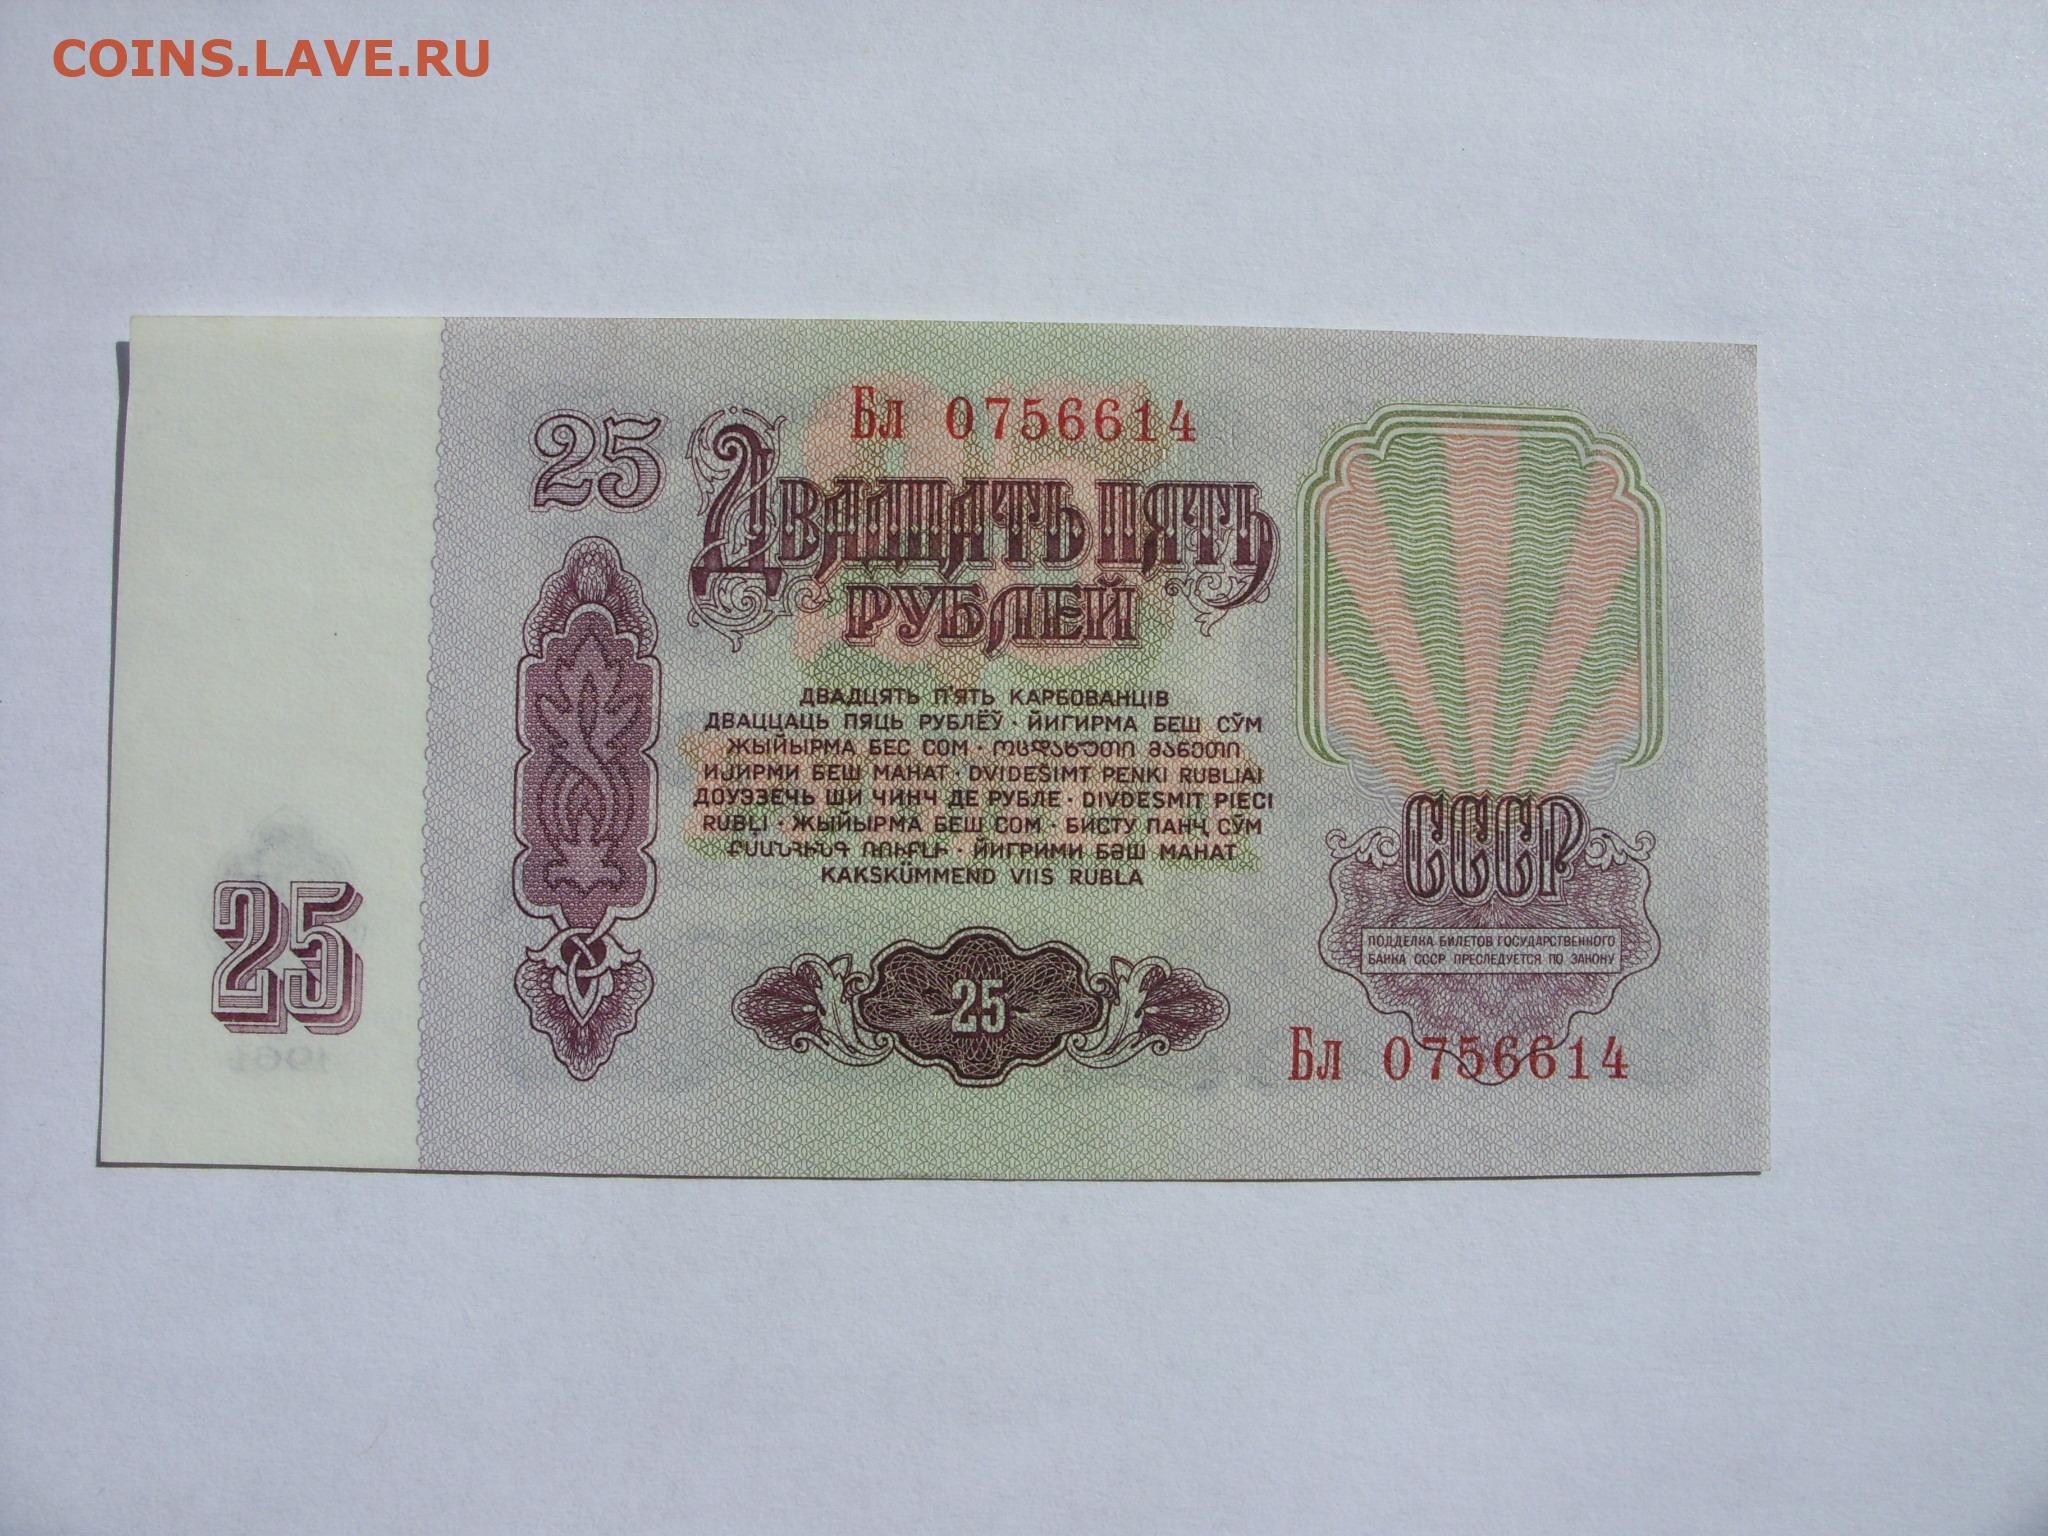 COINS.LAVE.RU
Бл 0756614
25
Двадцать пять
рублей
ДВАДЦЯТЬ П'ЯТЬ КАРБОВАНЦІВ
ДВАЦЦАЦЬ ПЯЦЬ РУБЛЁЎ · ЙИГИРМА БЕШ СЎМ
ЖЫЙЫРМА БЕС СОМ · ოცდახუთი მანეთი
ИЈИРМИ БЕШ МАНАТ · DVIDEŠIMT PENKI RUBLIAI
ДОУЭЗЕЧЬ ШИ ЧИНЧ ДЕ РУБЛЕ · DIVDESMIT PIECI
RUBĻI · ЖЫЙЫРМА БЕШ СОМ · БИСТУ ПАНҶ СӮМ
ՔՍԱՆՀԻՆԳ ՌՈՒԲԼԻ · ЙИГРИМИ БӘШ МАНАТ
KAKSKÜMMEND VIIS RUBLA
СССР
ПОДДЕЛКА БИЛЕТОВ ГОСУДАРСТВЕННОГО
БАНКА СССР ПРЕСЛЕДУЕТСЯ ПО ЗАКОНУ
25
25
Бл 0756614
1961